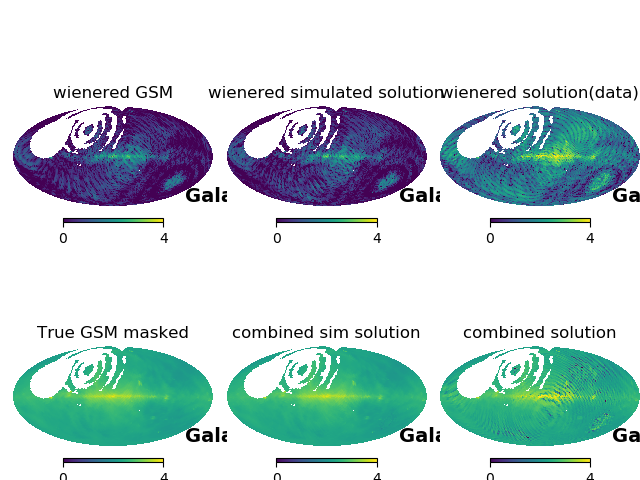 wienered GSM
wienered simulated solution
wienered solution(data)
Gala
Gala
Ga
0 4
0 4
0 4
True GSM masked
combined sim solution
combined solution
Gala
Gala
Ga
0 4
0 4
0 4